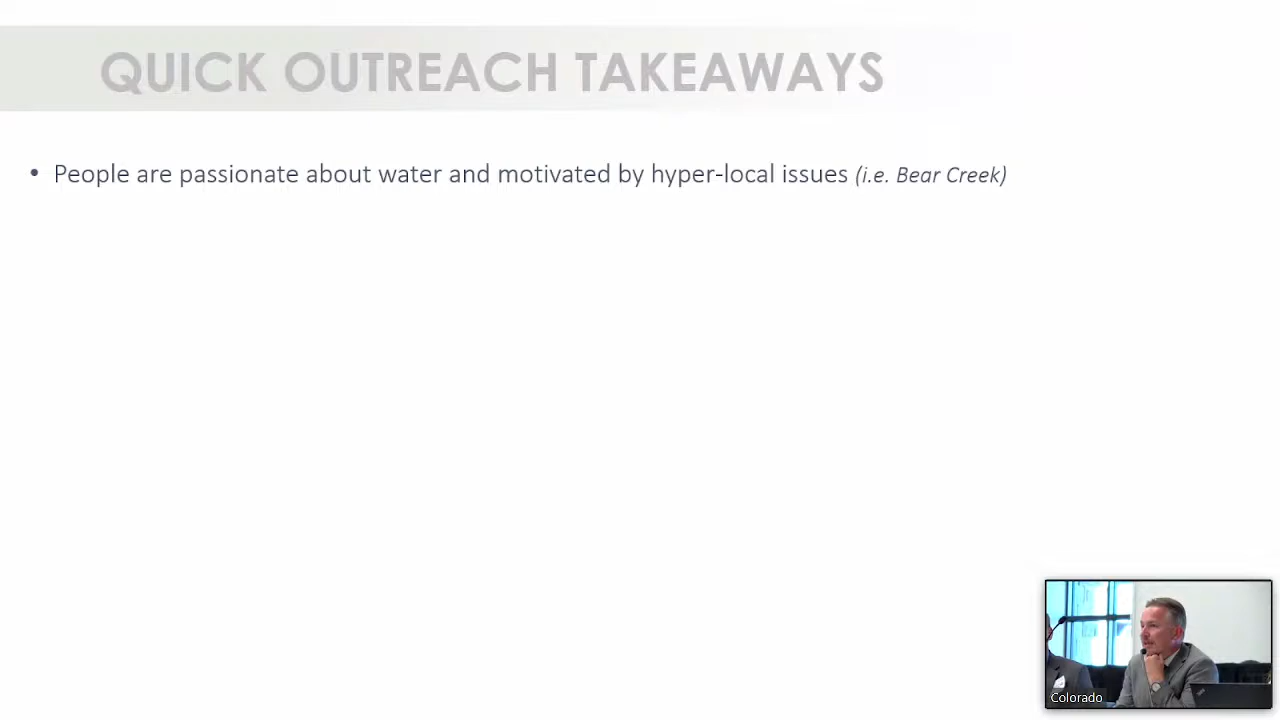 QUICK OUTREACH TAKEAWAYS
• People are passionate about water and motivated by hyper-local issues (i.e. Bear Creek)
Colorado